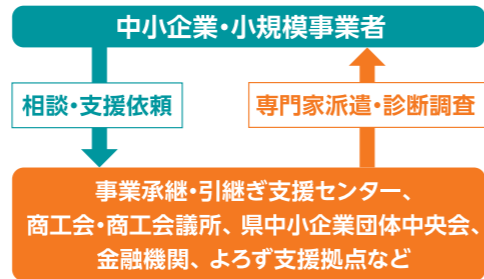 中小企業・小規模事業者
相談・支援依頼
専門家派遣・診断調査
事業承継・引継ぎ支援センター、
商工会・商工会議所、県中小企業団体中央会、
金融機関、よろず支援拠点など